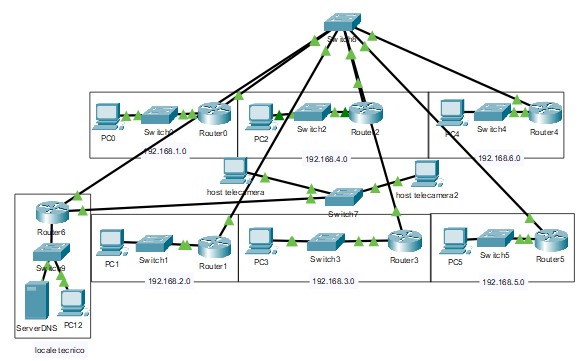 Switch8
PC0
Switch0
Router0
192.168.1.0
PC2
Switch2
Router2
192.168.4.0
PC4
Switch4
Router4
192.168.6.0
host telecamera
host telecamera2
Switch7
Router6
Switch9
ServerDNS
PC12
locale tecnico
PC1
Switch1
Router1
192.168.2.0
PC3
Switch3
Router3
192.168.3.0
PC5
Switch5
Router5
192.168.5.0